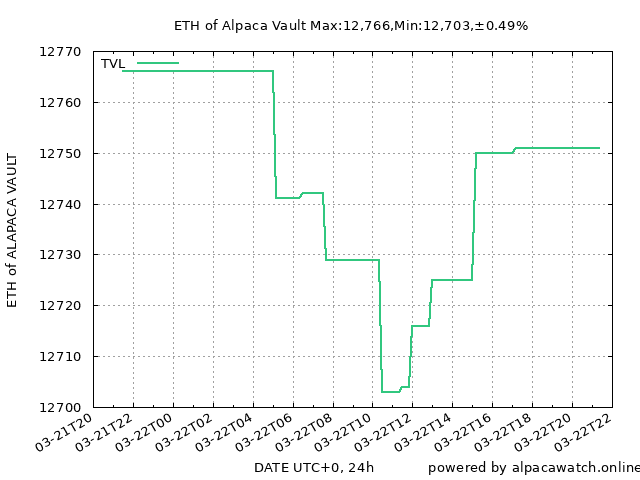 ETH of Alpaca Vault Max:12,766,Min:12,703,±0.49%
TVL
12770
12760
12750
12740
12730
12720
12710
12700
ETH of ALAPACA VAULT
03-21T20
03-21T22
03-22T00
03-22T02
03-22T04
03-22T06
03-22T08
03-22T10
03-22T12
03-22T14
03-22T16
03-22T18
03-22T20
03-22T22
DATE UTC+0, 24h
powered by alpacawatch.online